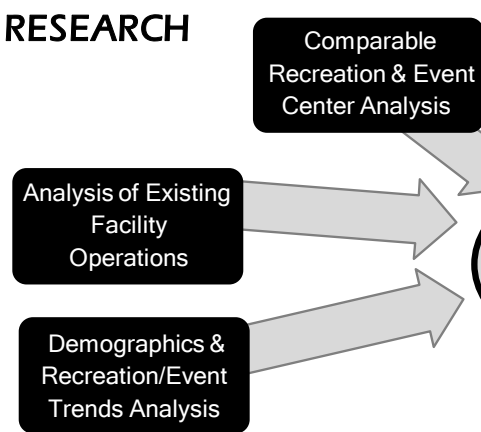 RESEARCH
Comparable
Recreation & Event
Center Analysis
Analysis of Existing
Facility
Operations
Demographics &
Recreation/Event
Trends Analysis